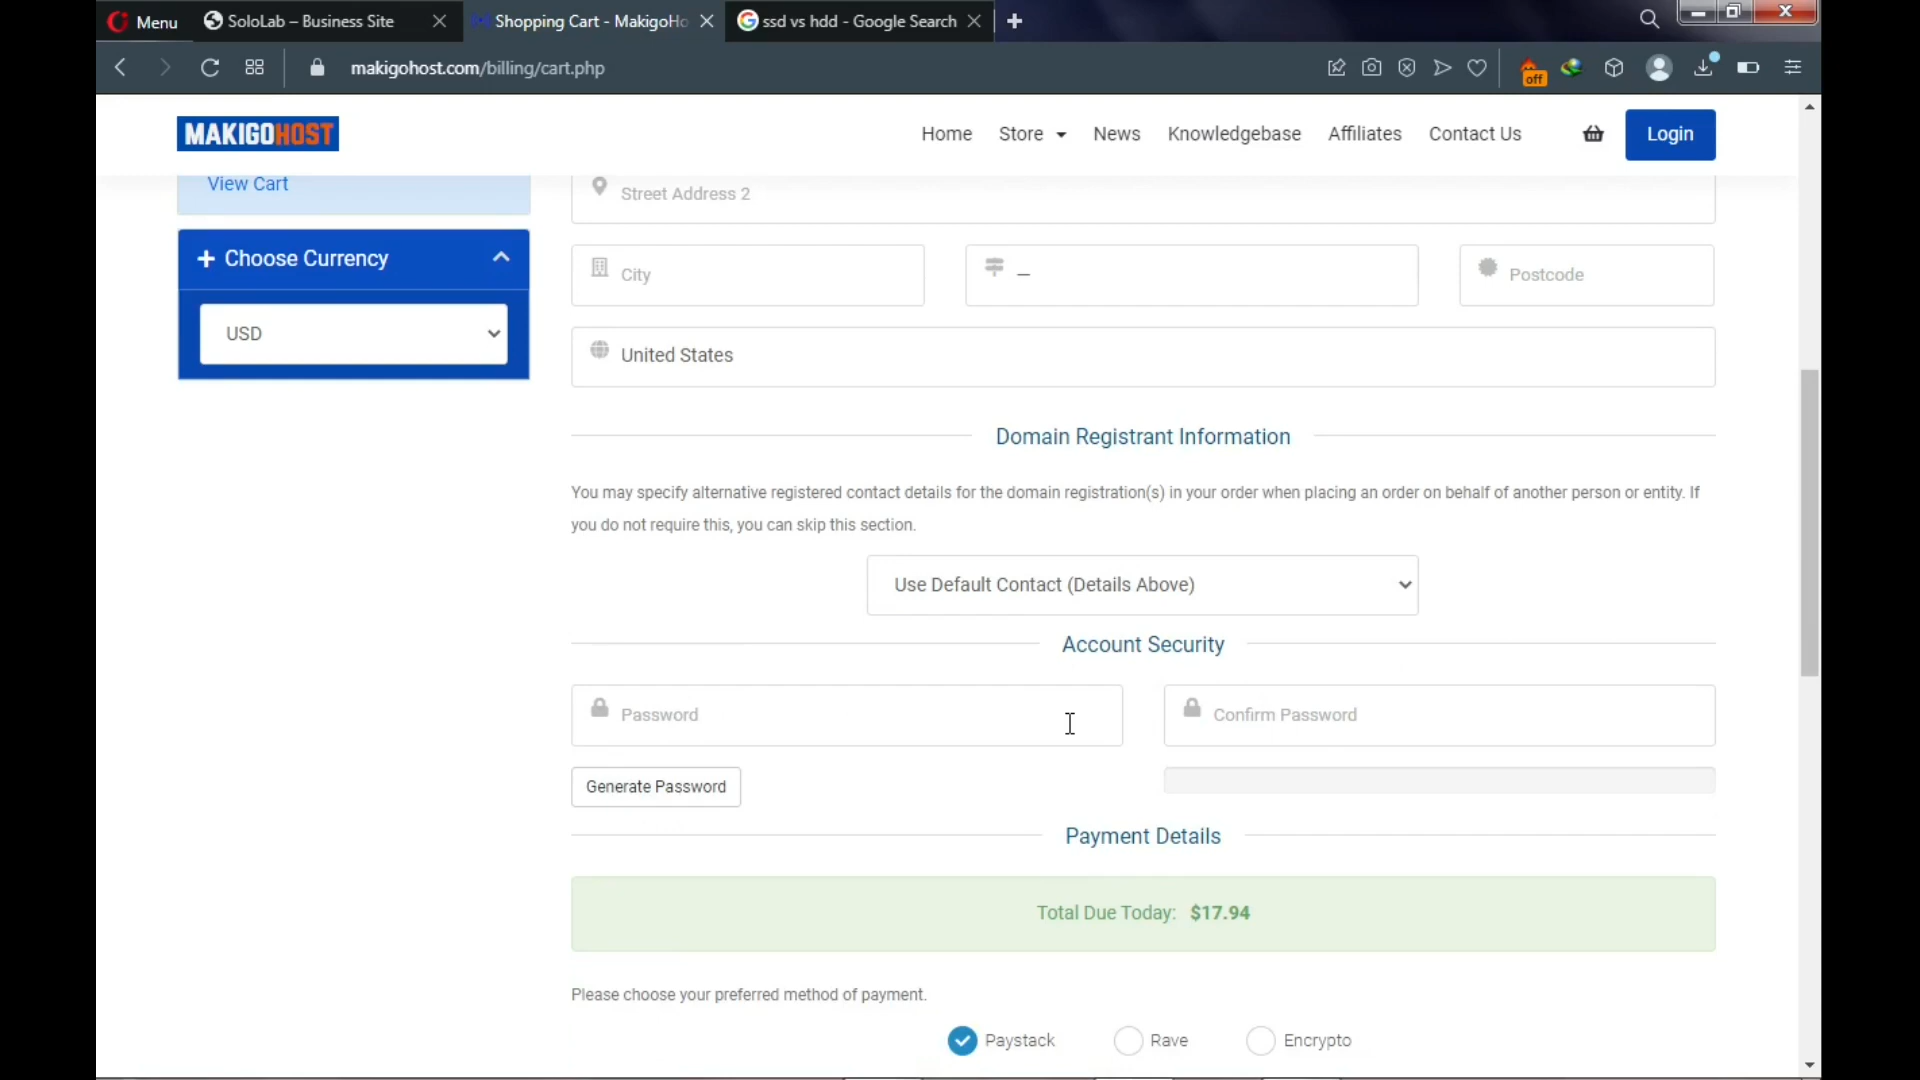 Menu
SoloLab – Business Site
Shopping Cart - MakigoHo
ssd vs hdd - Google Search
makigohost.com/billing/cart.php
off
MAKIGOHOST
Home
Store
News
Knowledgebase
Affiliates
Contact Us
Login
View Cart
Choose Currency
USD
Street Address 2
City
—
Postcode
United States
Domain Registrant Information
You may specify alternative registered contact details for the domain registration(s) in your order when placing an order on behalf of another person or entity. If
you do not require this, you can skip this section.
Use Default Contact (Details Above)
Account Security
Password
Confirm Password
Generate Password
Payment Details
Total Due Today: $17.94
Please choose your preferred method of payment.
Paystack
Rave
Encrypto